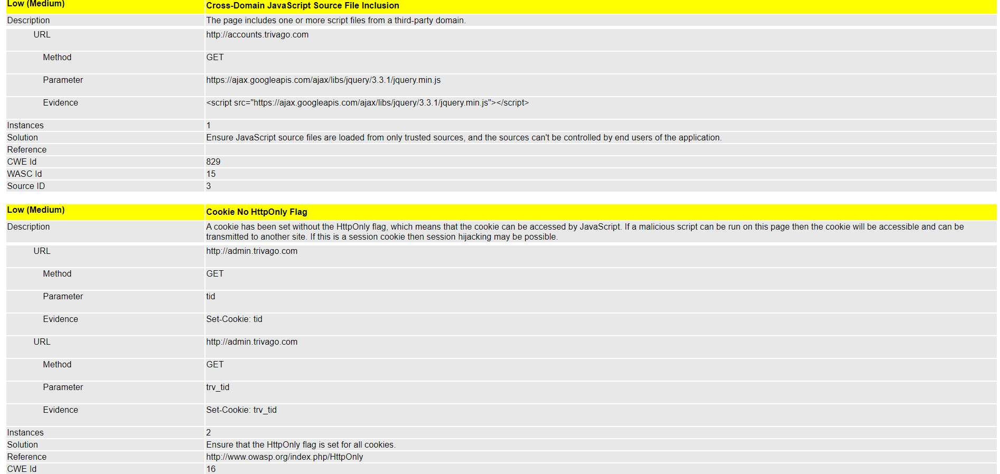 Low (Medium) Cross-Domain JavaScript Source File Inclusion
Description The page includes one or more script files from a third-party domain.
URL http://accounts.trivago.com
Method GET
Parameter https://ajax.googleapis.com/ajax/libs/jquery/3.3.1/jquery.min.js
Evidence <script src="https://ajax.googleapis.com/ajax/libs/jquery/3.3.1/jquery.min.js"></script>
Instances 1
Solution Ensure JavaScript source files are loaded from only trusted sources, and the sources can't be controlled by end users of the application.
Reference
CWE Id 829
WASC Id 15
Source ID 3
Low (Medium) Cookie No HttpOnly Flag
Description A cookie has been set without the HttpOnly flag, which means that the cookie can be accessed by JavaScript. If a malicious script can be run on this page then the cookie will be accessible and can be
transmitted to another site. If this is a session cookie then session hijacking may be possible.
URL http://admin.trivago.com
Method GET
Parameter tid
Evidence Set-Cookie: tid
URL http://admin.trivago.com
Method GET
Parameter trv_tid
Evidence Set-Cookie: trv_tid
Instances 2
Solution Ensure that the HttpOnly flag is set for all cookies.
Reference http://www.owasp.org/index.php/HttpOnly
CWE Id 16